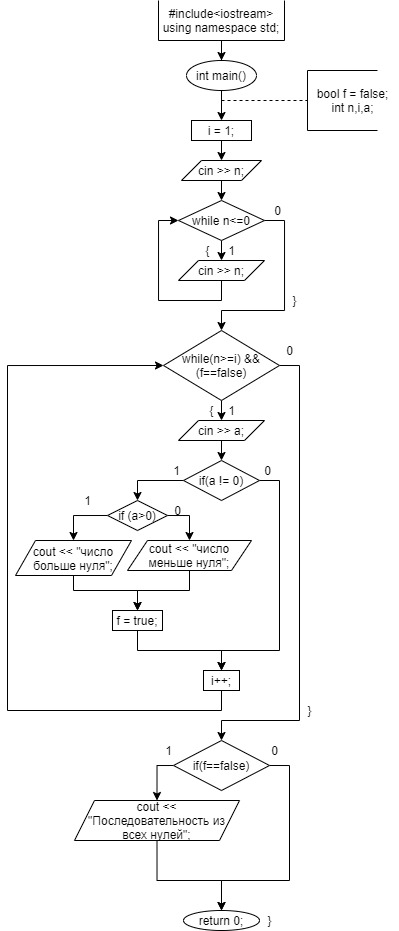 #include<iostream>
using namespace std;
int main()
bool f = false;
int n,i,a;
i = 1;
cin >> n;
while n<=0
0
{ 1
cin >> n;
}
while(n>=i) &&
(f==false)
0
{ 1
cin >> a;
if(a != 0)
1
0
if (a>0)
1
0
cout << "число
больше нуля";
cout << "число
меньше нуля";
f = true;
i++;
}
if(f==false)
1
0
cout <<
"Последовательность из
всех нулей";
return 0;
}